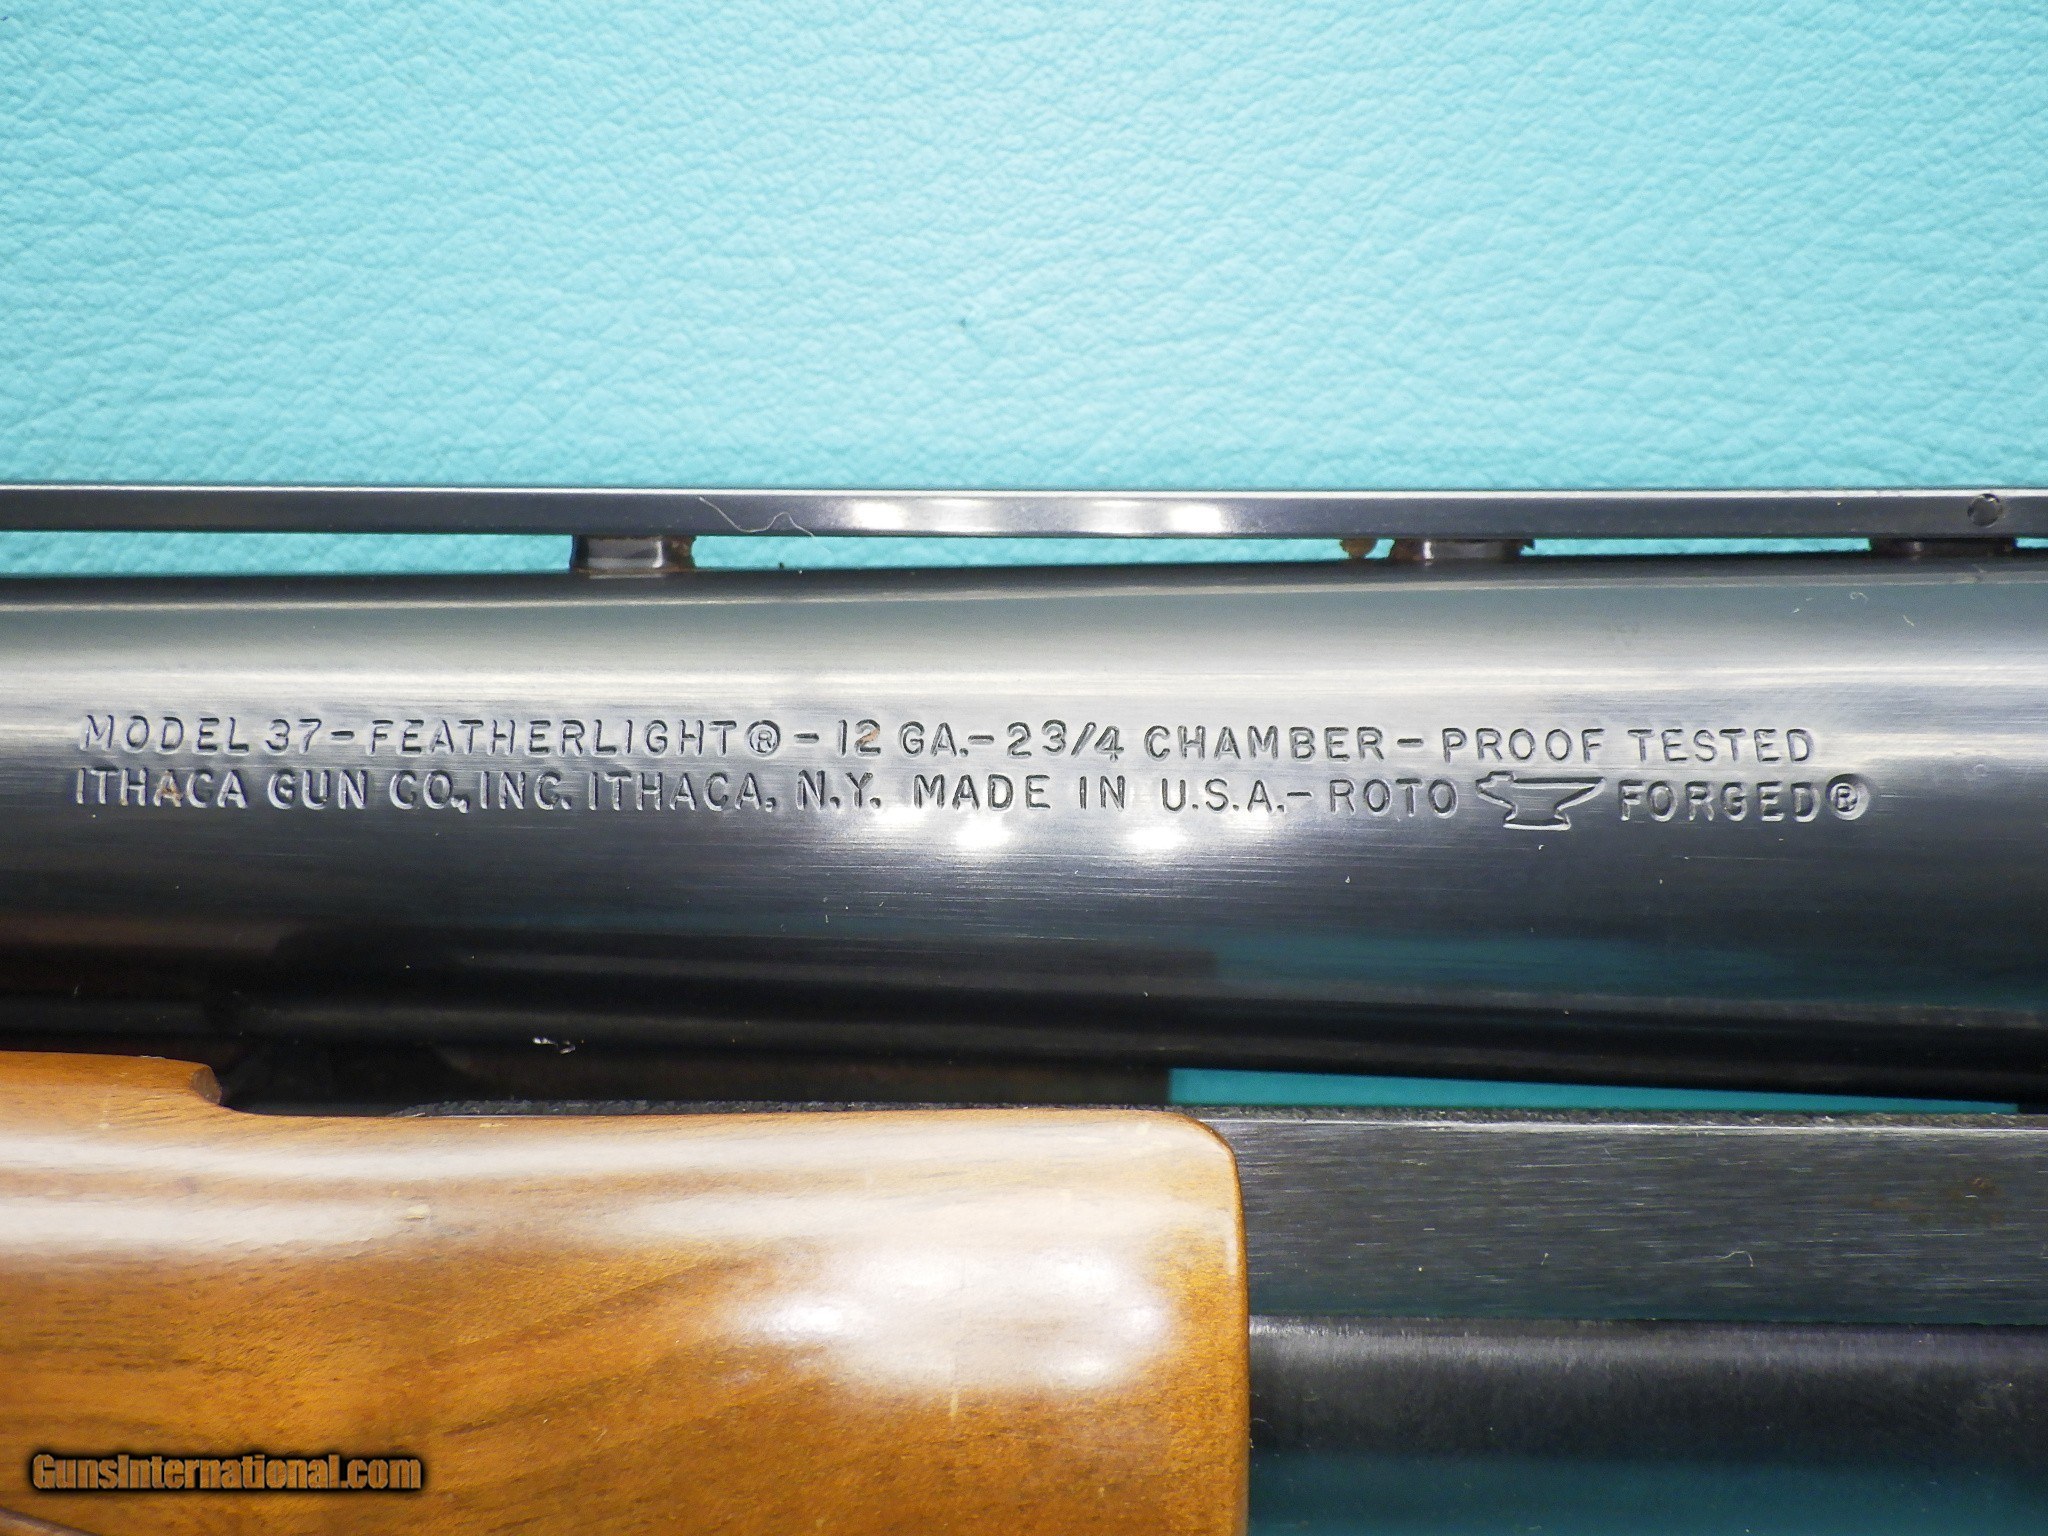 MODEL 37-FEATHERLIGHT®-12 GA.-2 3/4 CHAMBER-PROOF TESTED
ITHACA GUN CO., INC. ITHACA, N.Y. MADE IN U.S.A.-ROTO FORGED®
GunsInternational.com